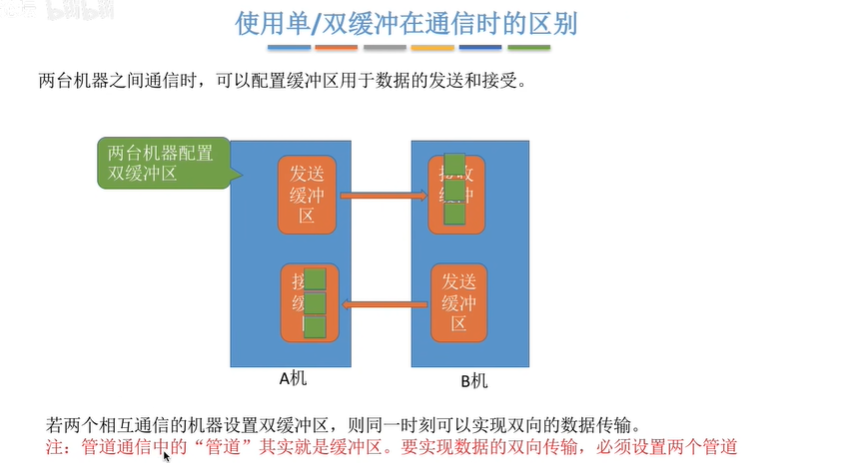 bilibili
使用单/双缓冲在通信时的区别
两台机器之间通信时，可以配置缓冲区用于数据的发送和接受。
两台机器配置
双缓冲区
发送
缓冲
区
接收
缓冲
接
缓
发送
缓冲
区
A机
B机
若两个相互通信的机器设置双缓冲区，则同一时刻可以实现双向的数据传输。
注：管道通信中的“管道”其实就是缓冲区。要实现数据的双向传输，必须设置两个管道